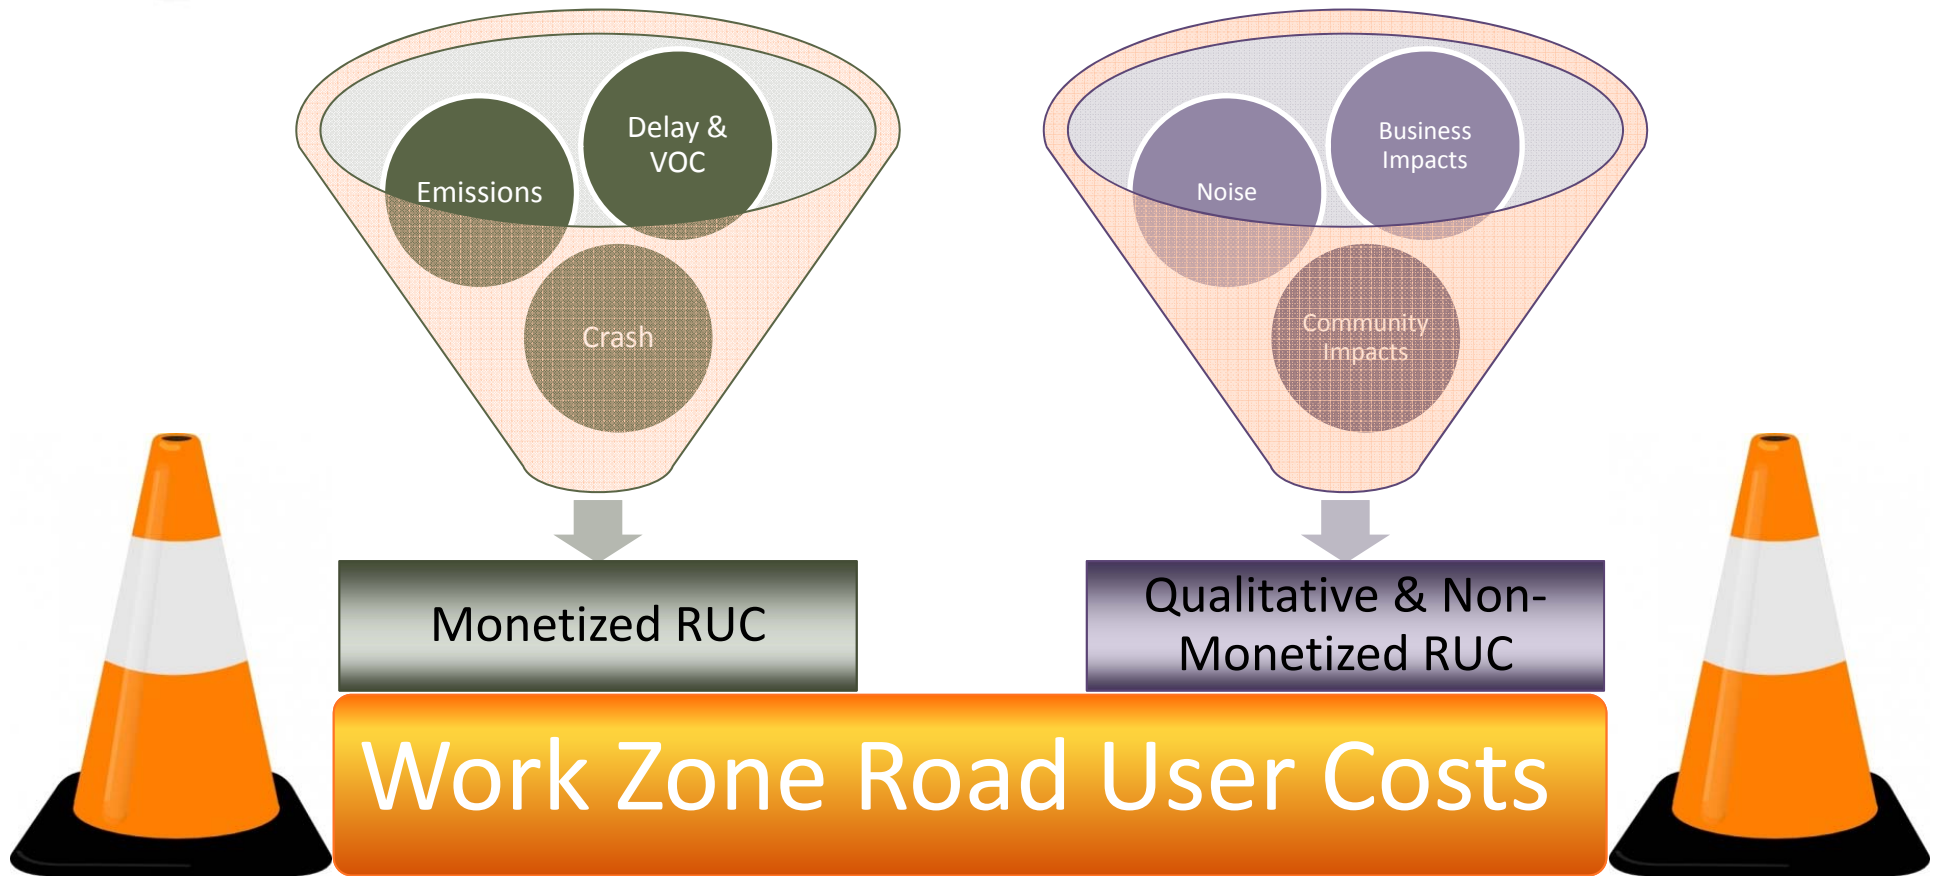 Delay &
VOC
Emissions
Crash
Business
Impacts
Noise
Community
Impacts
Monetized RUC
Qualitative & Non-
Monetized RUC
Work Zone Road User Costs